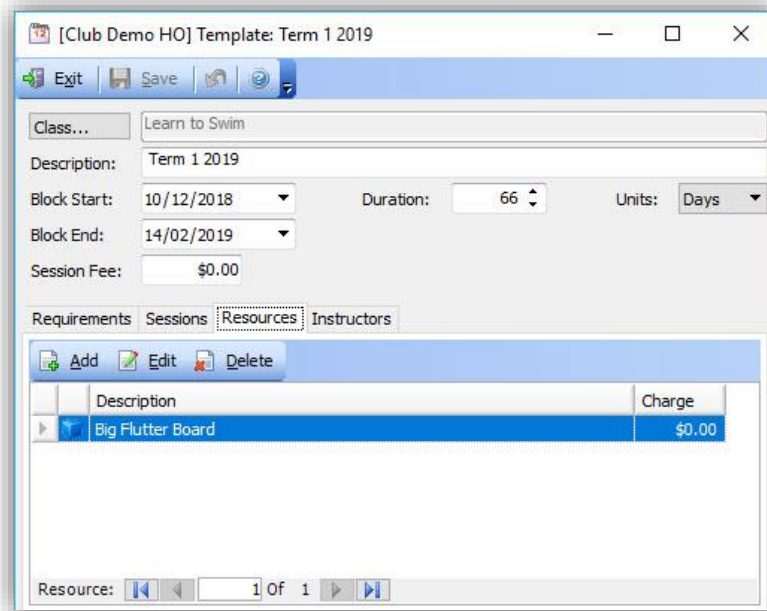 [Club Demo HO] Template: Term 1 2019
Exit Save
Class... Learn to Swim
Description: Term 1 2019
Block Start: 10/12/2018 Duration: 66 Units: Days
Block End: 14/02/2019
Session Fee: $0.00
Requirements Sessions Resources Instructors
Add Edit Delete
Description Charge
Big Flutter Board $0.00
Resource: 1 Of 1